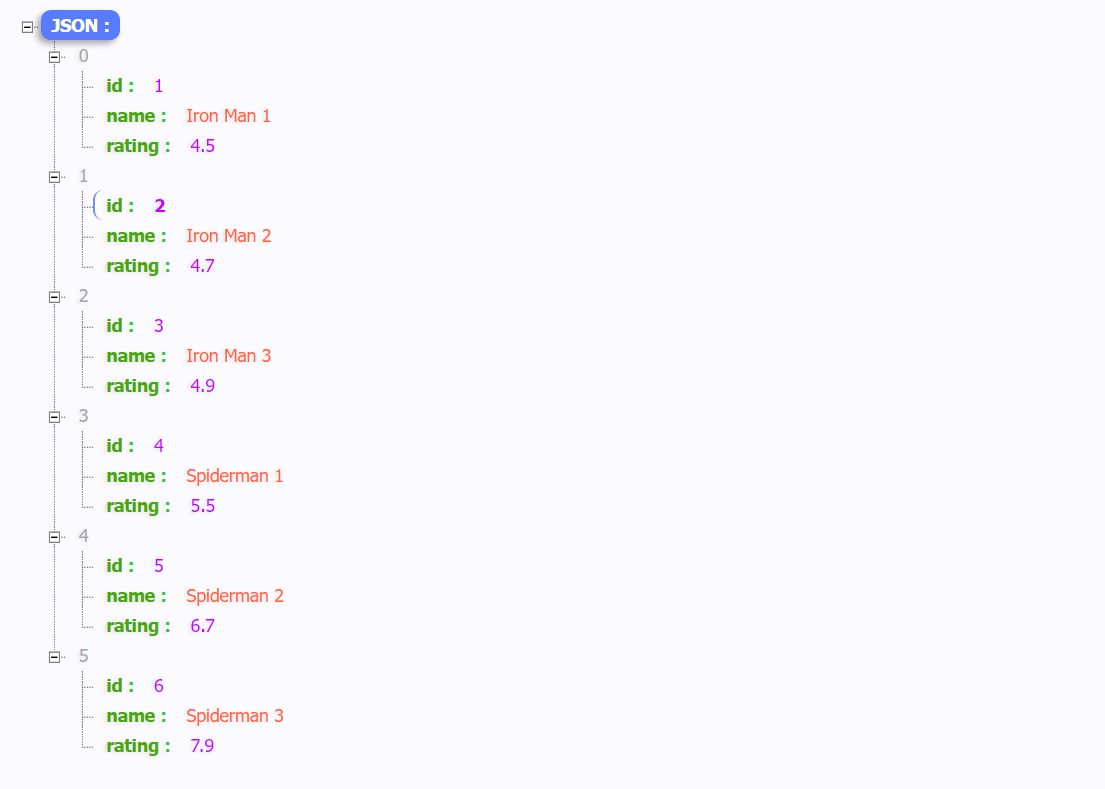 JSON :
0
id : 1
name : Iron Man 1
rating : 4.5
1
id : 2
name : Iron Man 2
rating : 4.7
2
id : 3
name : Iron Man 3
rating : 4.9
3
id : 4
name : Spiderman 1
rating : 5.5
4
id : 5
name : Spiderman 2
rating : 6.7
5
id : 6
name : Spiderman 3
rating : 7.9